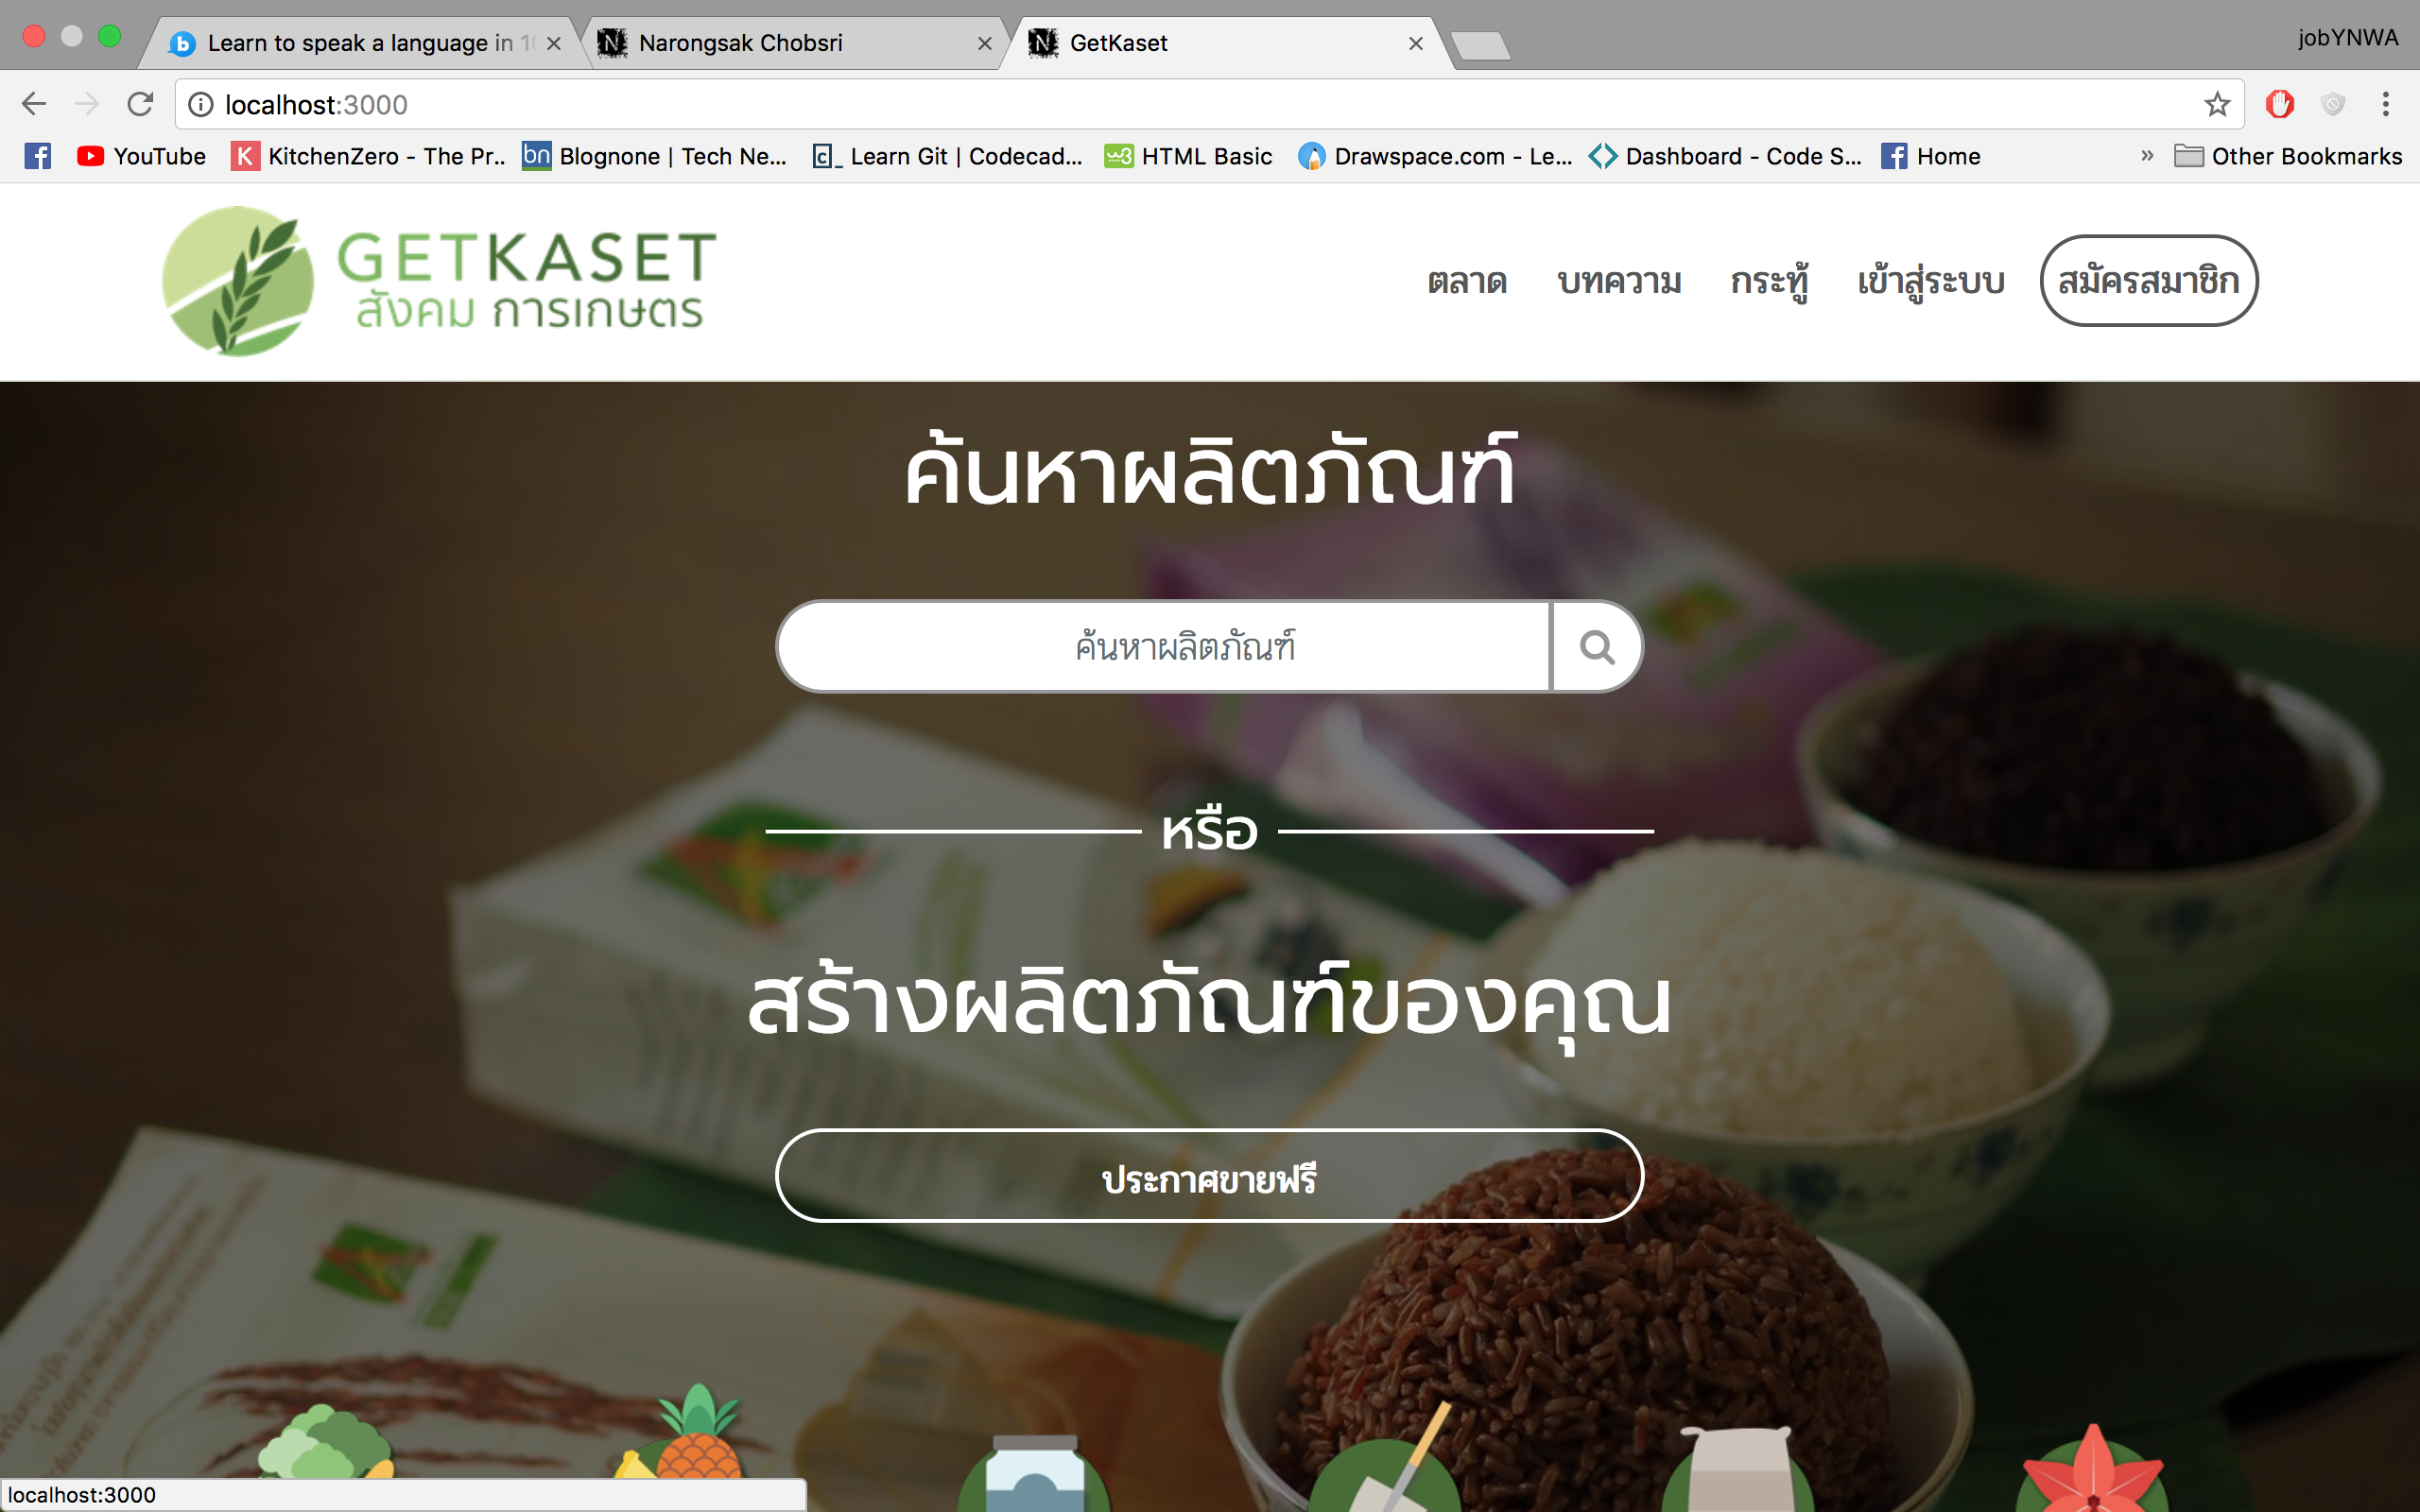 Learn to speak a language in 10
Narongsak Chobsri
GetKaset
jobYNWA
localhost:3000
YouTube
KitchenZero - The Pr..
Blognone | Tech Ne...
Learn Git | Codecad...
HTML Basic
Drawspace.com - Le...
Dashboard - Code S...
Home
»
Other Bookmarks
GETKASET
สังคม การเกษตร
ตลาด
บทความ
กระทู้
เข้าสู่ระบบ
สมัครสมาชิก
ค้นหาผลิตภัณฑ์
ค้นหาผลิตภัณฑ์
หรือ
สร้างผลิตภัณฑ์ของคุณ
ประกาศขายฟรี
localhost:3000